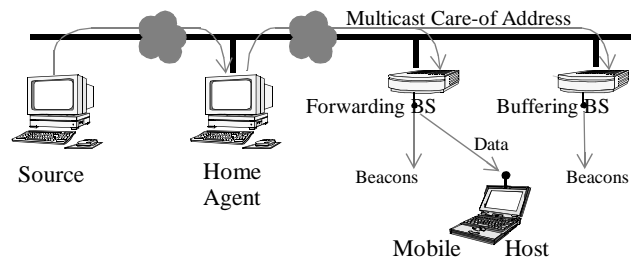 Multicast Care-of Address
Forwarding BS
Buffering BS
Data
Source
Home
Agent
Beacons
Beacons
Mobile Host